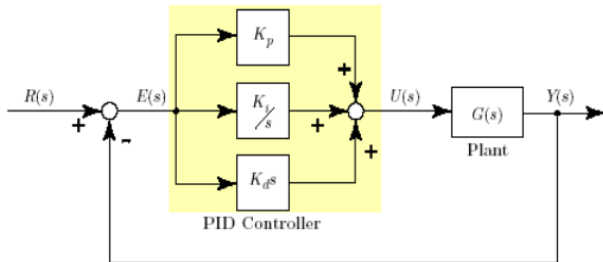 K_p
R(s) E(s) K_i/s U(s) G(s) Y(s)
+ - + + +
Plant
K_d s
PID Controller